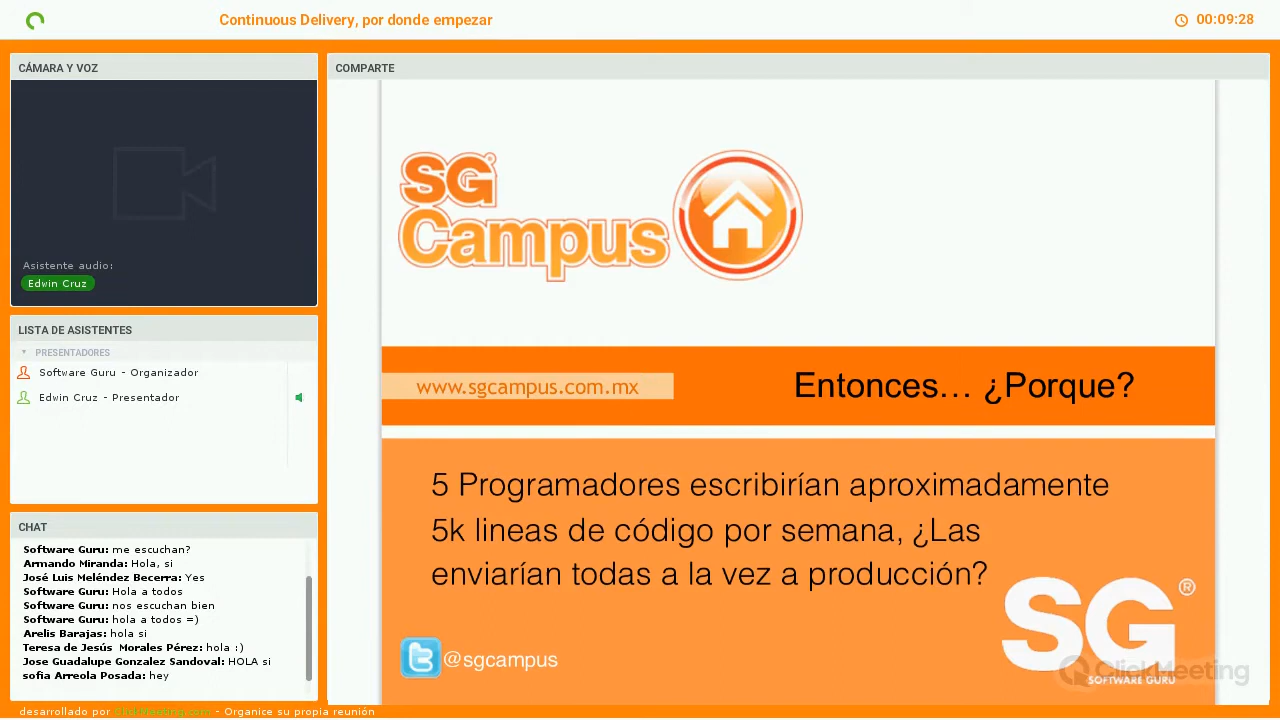 Continuous Delivery, por donde empezar
00:09:28
CÁMARA Y VOZ
Asistente audio:
Edwin Cruz
LISTA DE ASISTENTES
PRESENTADORES
Software Guru - Organizador
Edwin Cruz - Presentador
CHAT
Software Guru: me escuchan?
Armando Miranda: Hola, si
José Luis Meléndez Becerra: Yes
Software Guru: Hola a todos
Software Guru: nos escuchan bien
Software Guru: hola a todos =)
Arelis Barajas: hola si
Teresa de Jesús Morales Pérez: hola :)
Jose Guadalupe Gonzalez Sandoval: HOLA si
sofia Arreola Posada: hey
COMPARTE
SG
Campus
www.sgcampus.com.mx
Entonces… ¿Porque?
5 Programadores escribirían aproximadamente
5k lineas de código por semana, ¿Las
enviarían todas a la vez a producción?
@sgcampus
SG®
SOFTWARE GURU
ClickMeeting
desarrollado por ClickMeeting.com - Organice su propia reunión